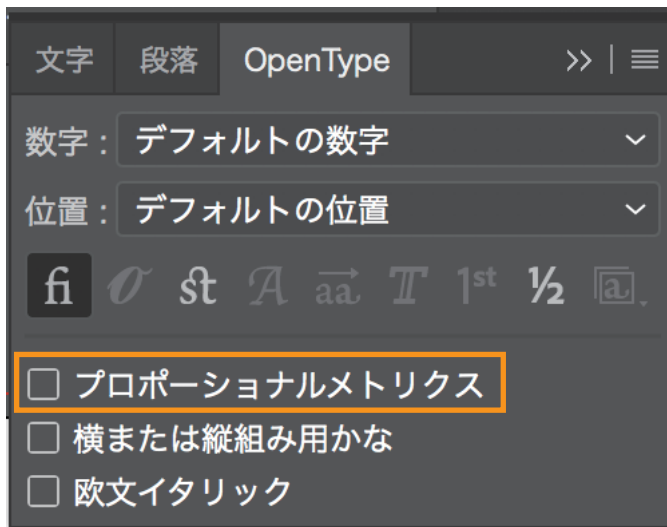 文字 段落 OpenType
数字 : デフォルトの数字
位置 : デフォルトの位置
fi O st A aa T 1st ½ a
プロポーショナルメトリクス
横または縦組み用かな
欧文イタリック